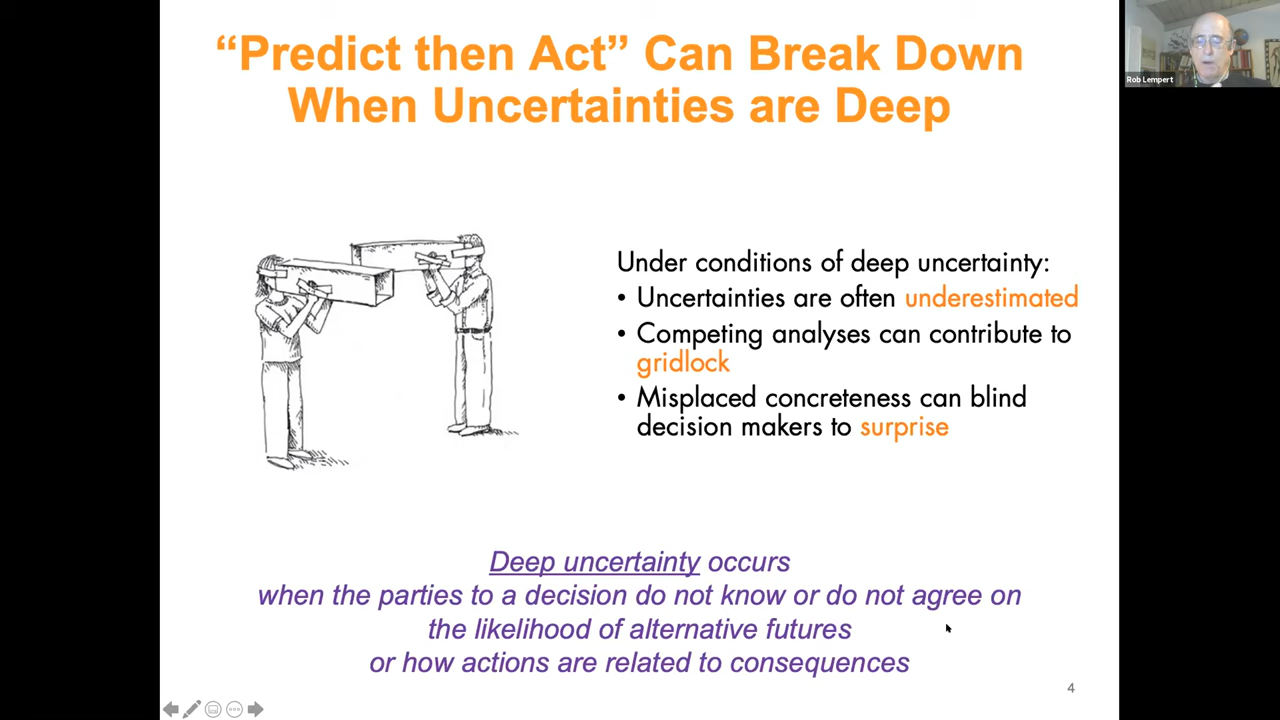 “Predict then Act” Can Break Down
When Uncertainties are Deep
Rob Lempert
Under conditions of deep uncertainty:
• Uncertainties are often underestimated
• Competing analyses can contribute to
gridlock
• Misplaced concreteness can blind
decision makers to surprise
Deep uncertainty occurs
when the parties to a decision do not know or do not agree on
the likelihood of alternative futures
or how actions are related to consequences
4